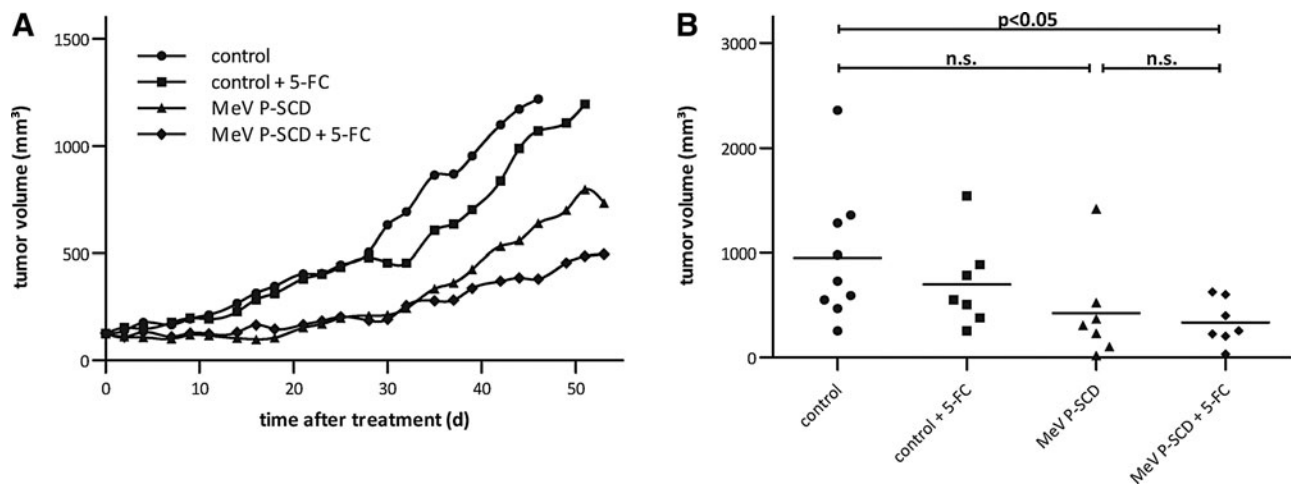 A
tumor volume (mm³)
1500
1000
500
0
control
control + 5-FC
MeV P-SCD
MeV P-SCD + 5-FC
0
10
20
30
40
50
time after treatment (d)
B
tumor volume (mm³)
3000
2000
1000
0
p<0.05
n.s.
n.s.
control
control + 5-FC
MeV P-SCD
MeV P-SCD + 5-FC